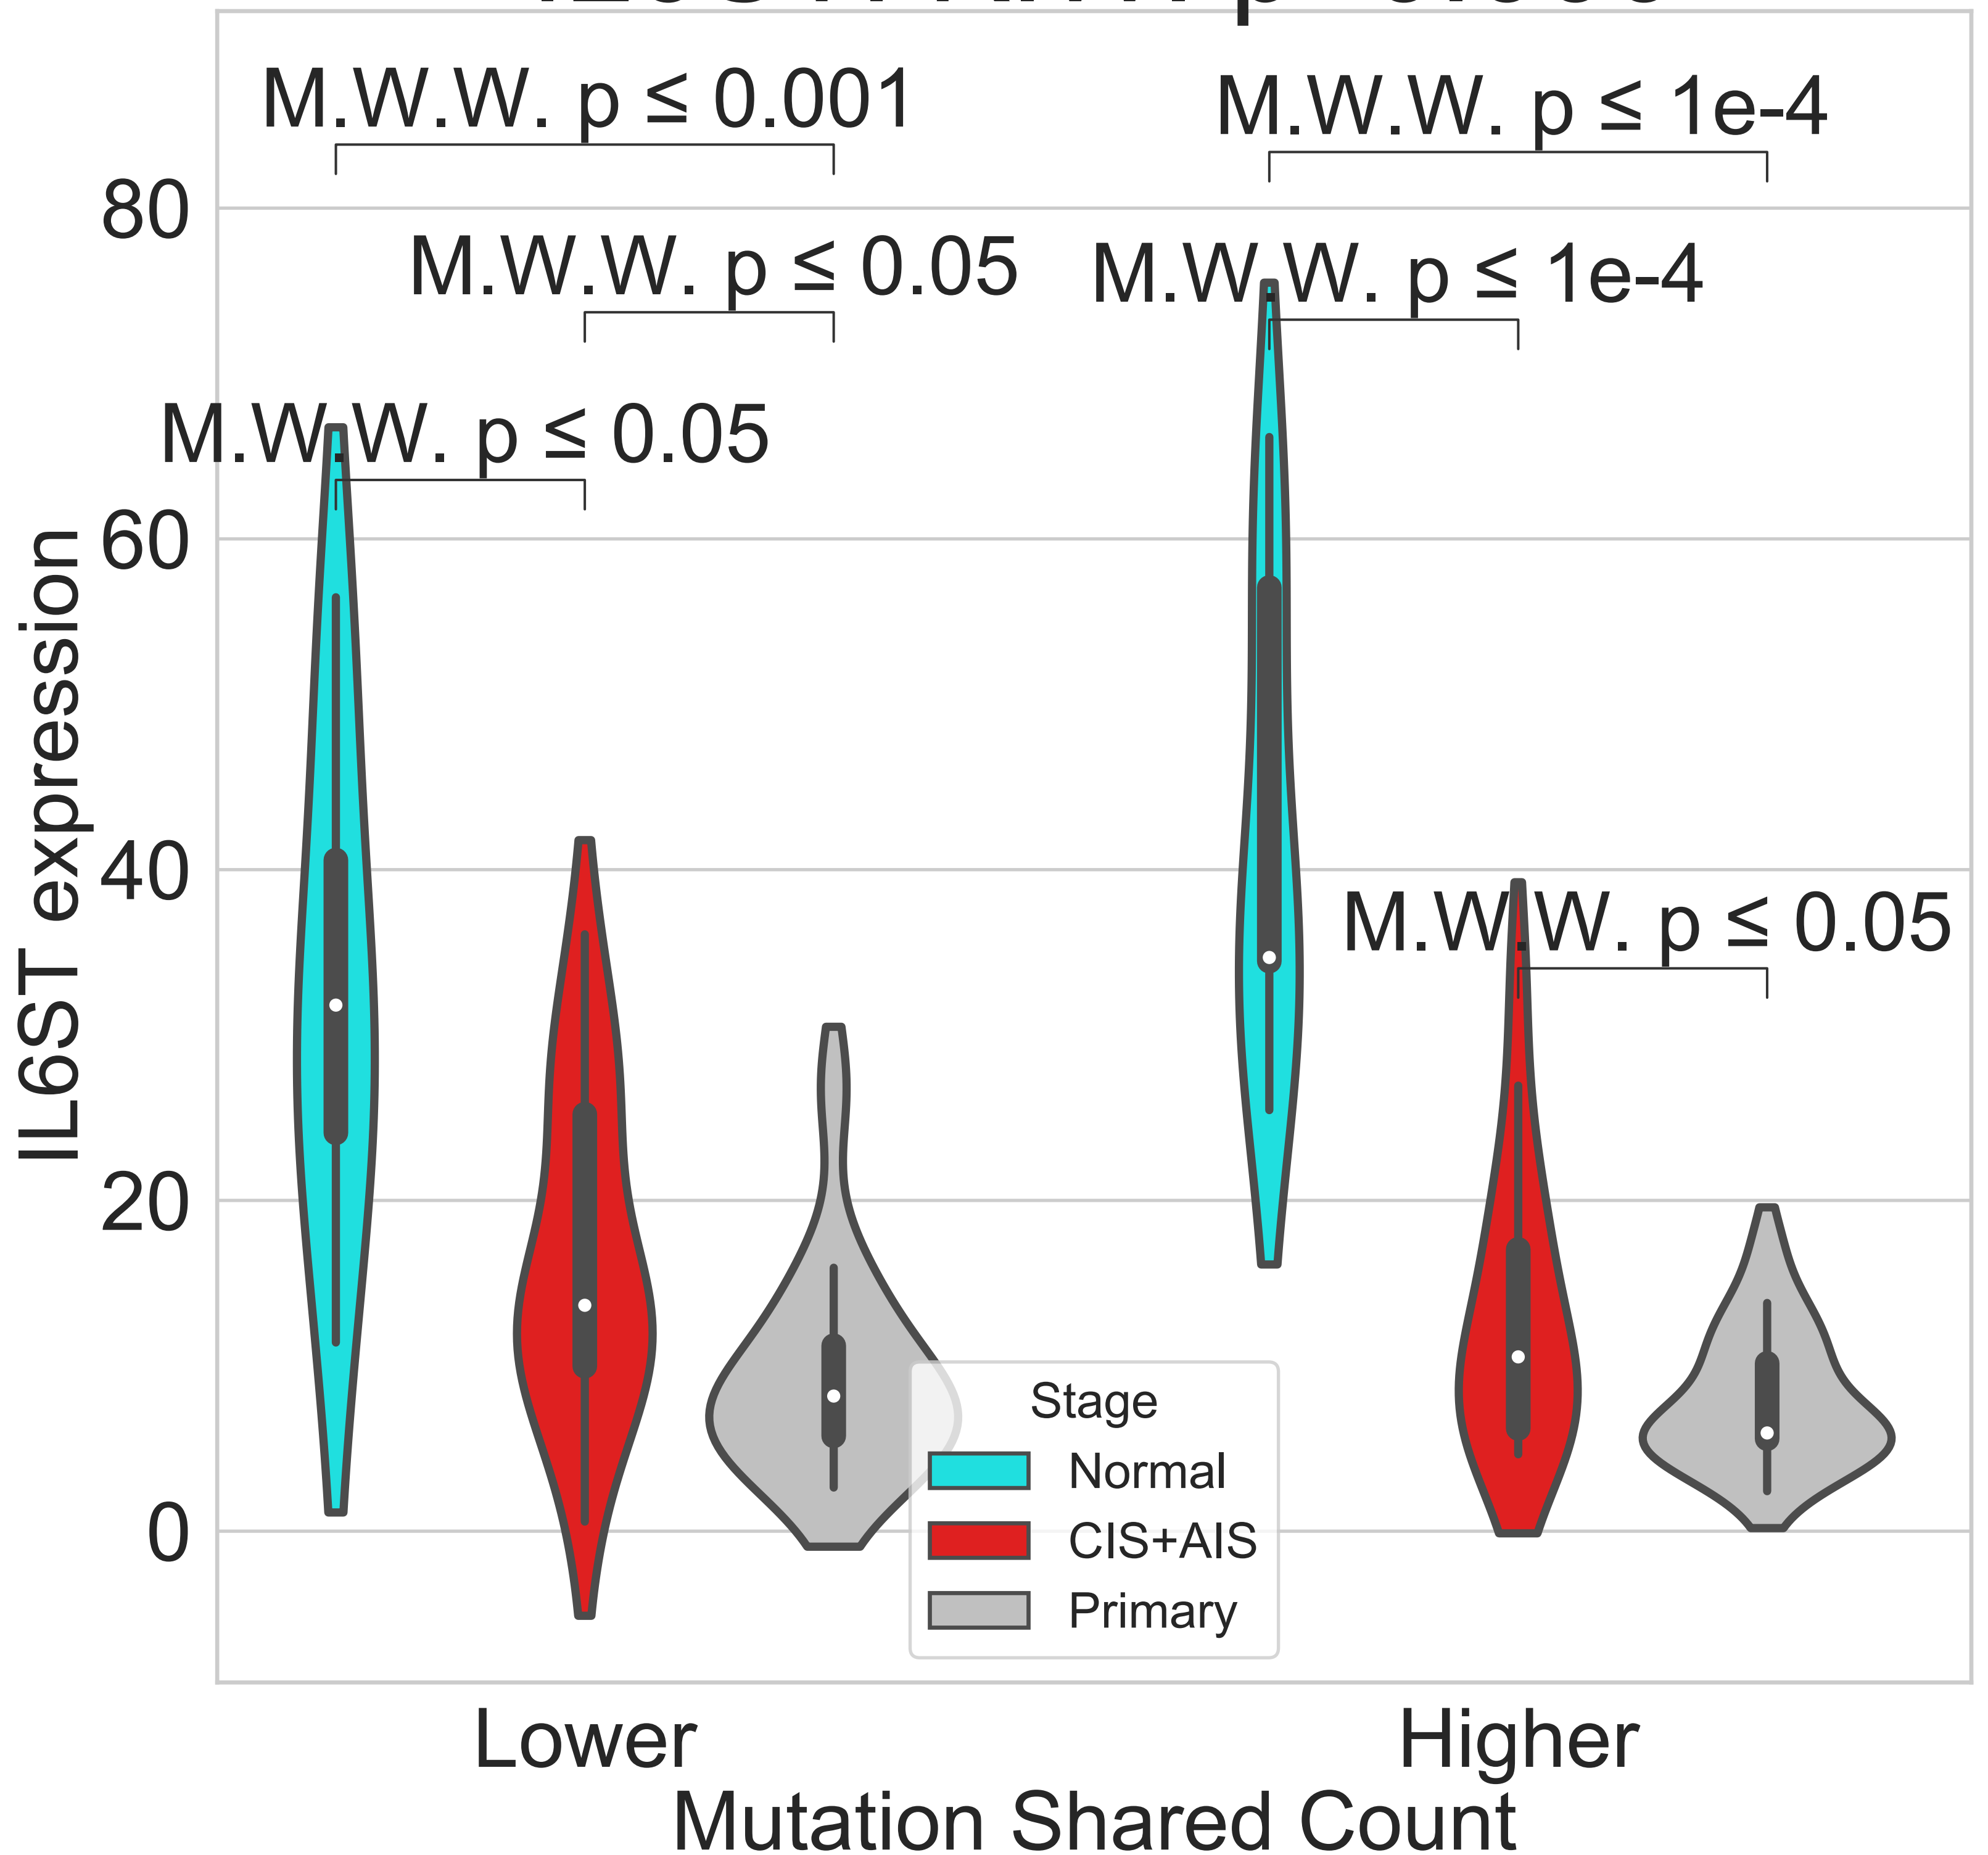 M.W.W. p ≤ 0.001
M.W.W. p ≤ 1e-4
80
M.W.W. p ≤ 0.05
M.W.W. p ≤ 1e-4
M.W.W. p ≤ 0.05
60
40
M.W.W. p ≤ 0.05
20
0
IL6ST expression
Stage
Normal
CIS+AIS
Primary
Lower
Higher
Mutation Shared Count